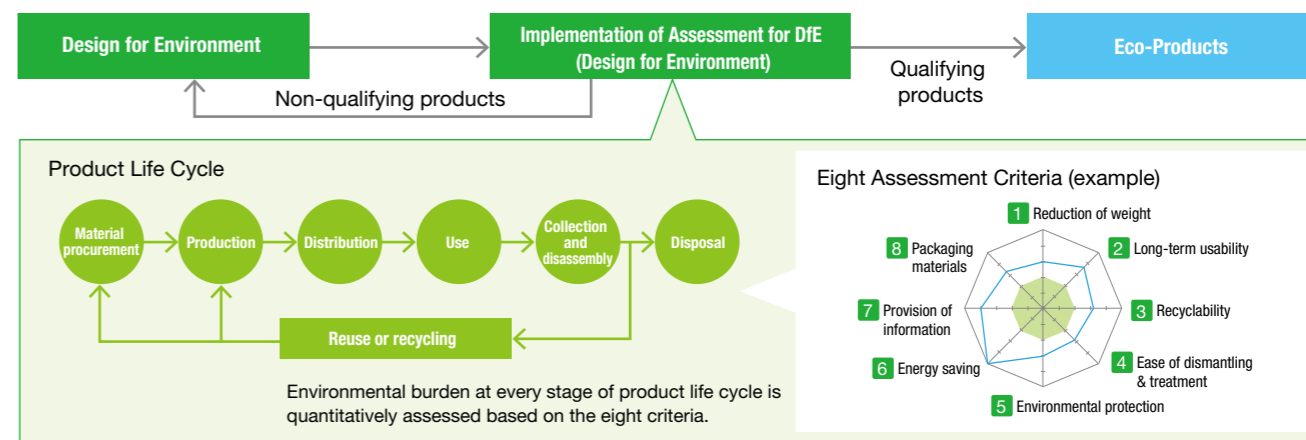 Design for Environment
Implementation of Assessment for DfE
(Design for Environment)
Eco-Products
Non-qualifying products
Qualifying
products
Product Life Cycle
Material
procurement
Production
Distribution
Use
Collection
and
disassembly
Disposal
Reuse or recycling
Environmental burden at every stage of product life cycle is
quantitatively assessed based on the eight criteria.
Eight Assessment Criteria (example)
1 Reduction of weight
2 Long-term usability
3 Recyclability
4 Ease of dismantling
& treatment
5 Environmental protection
6 Energy saving
7 Provision of
information
8 Packaging
materials